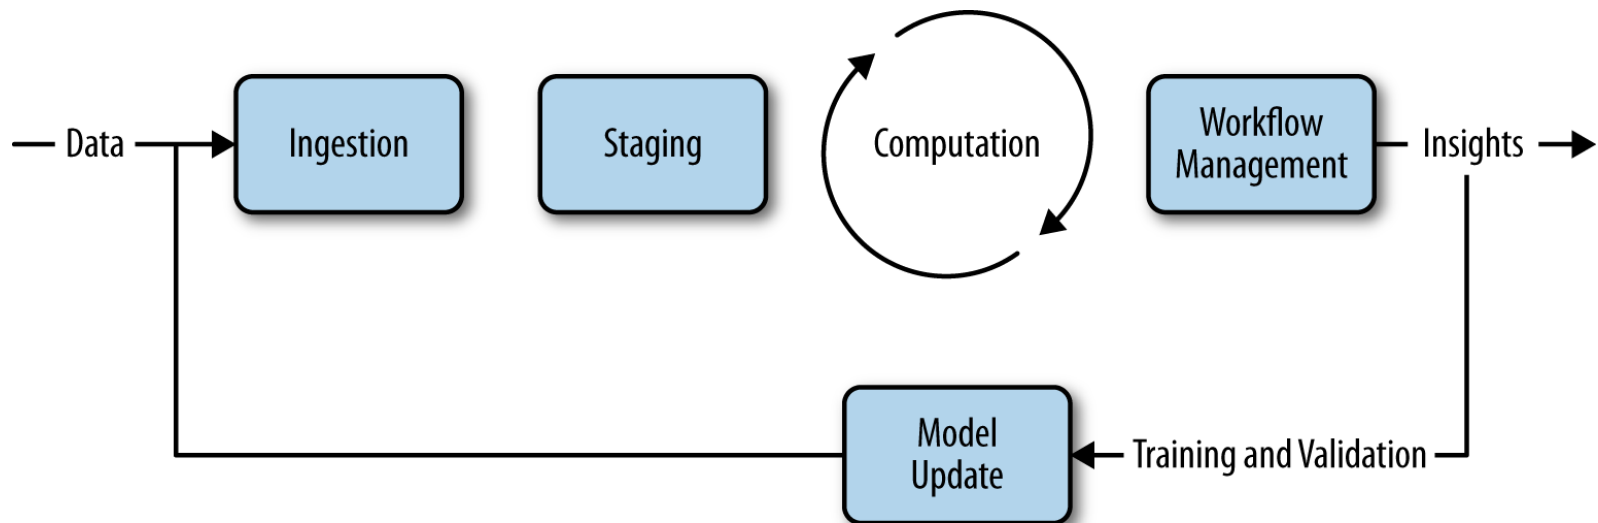 Data
Ingestion
Staging
Computation
Workflow
Management
Insights
Model
Update
Training and Validation